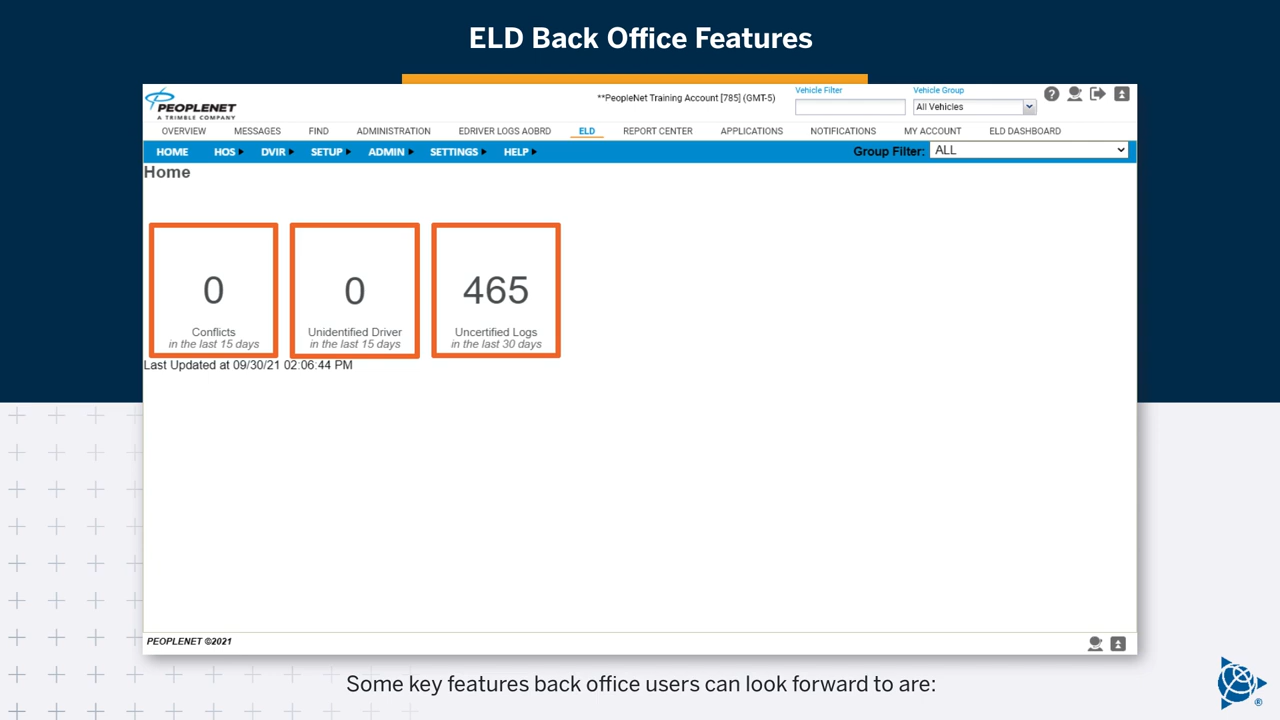 ELD Back Office Features
PEOPLENET
A TRIMBLE COMPANY
**PeopleNet Training Account [785] (GMT-5)
Vehicle Filter
Vehicle Group
All Vehicles
OVERVIEW MESSAGES FIND ADMINISTRATION EDRIVER LOGS AOBRD ELD REPORT CENTER APPLICATIONS NOTIFICATIONS MY ACCOUNT ELD DASHBOARD
HOME HOS DVIR SETUP ADMIN SETTINGS HELP Group Filter: ALL
Home
0
Conflicts
in the last 15 days
0
Unidentified Driver
in the last 15 days
465
Uncertified Logs
in the last 30 days
Last Updated at 09/30/21 02:06:44 PM
PEOPLENET ©2021
Some key features back office users can look forward to are:
®